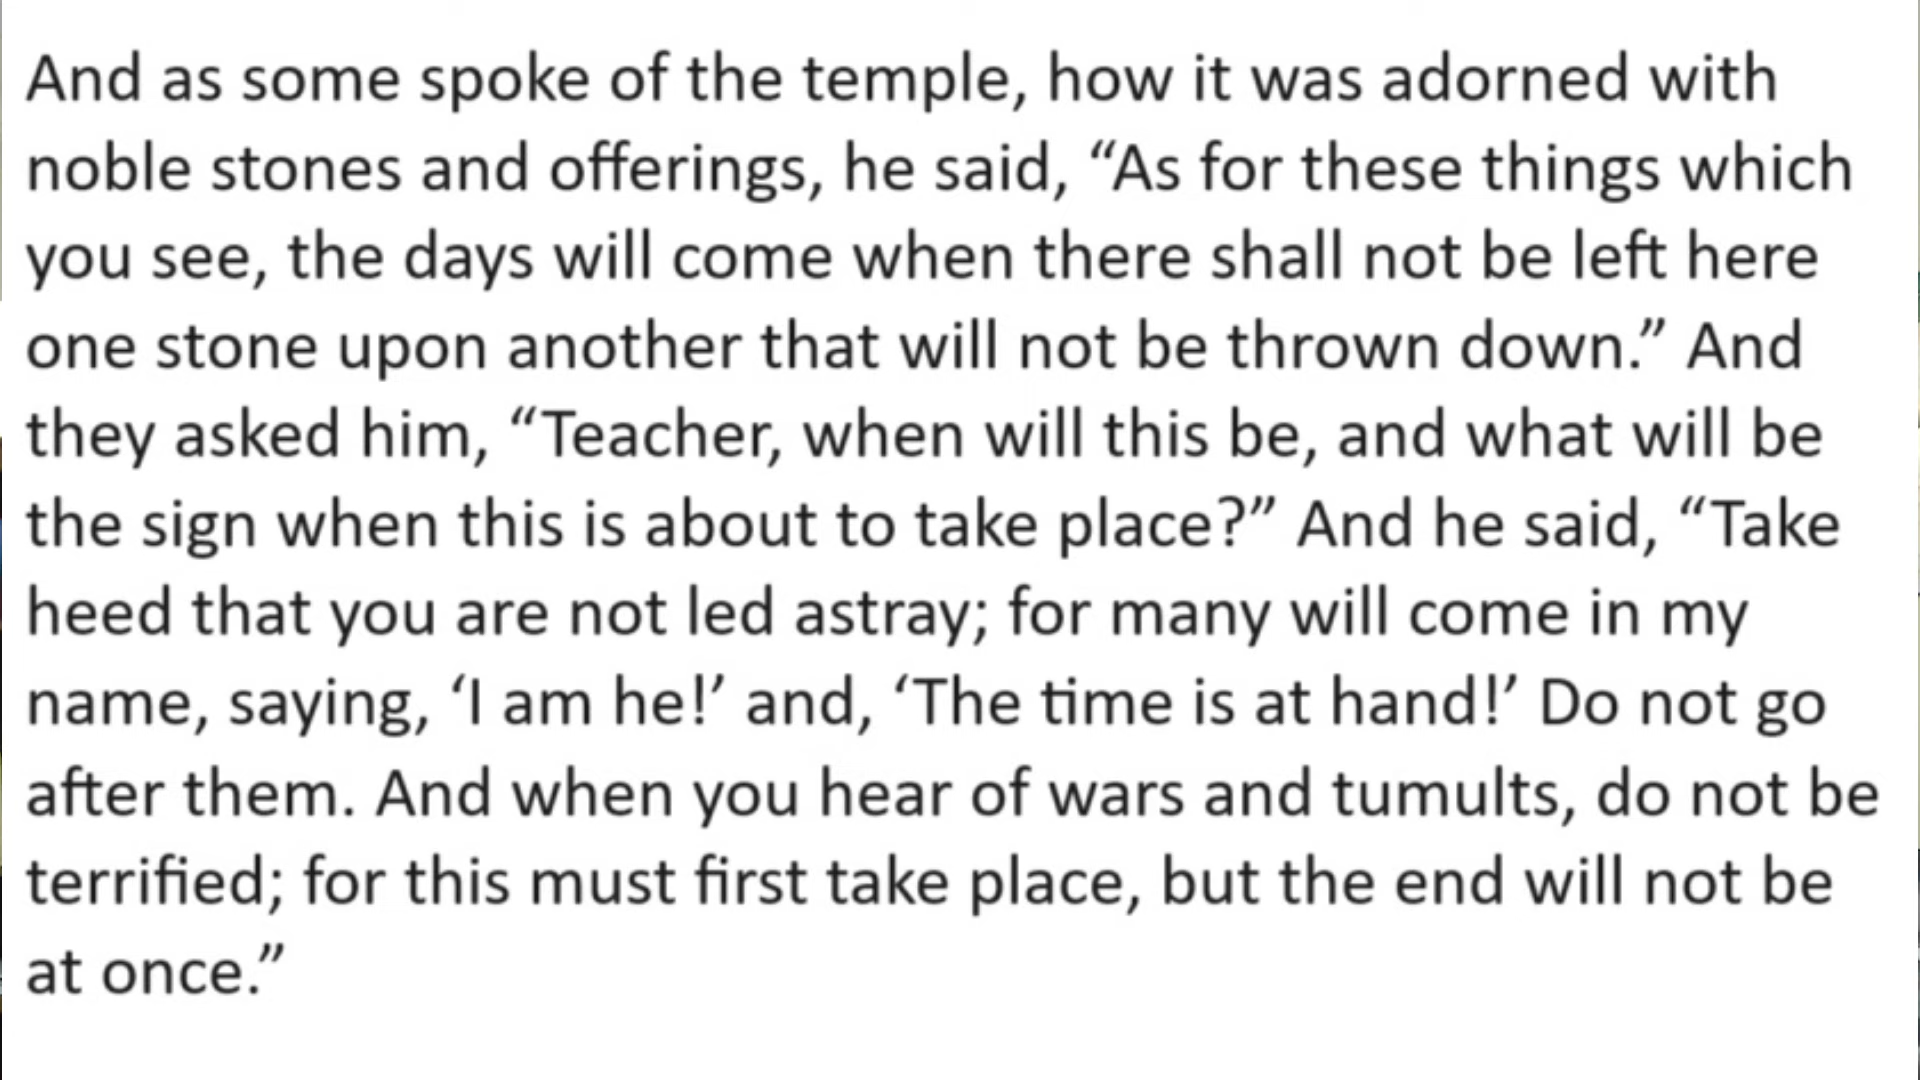 And as some spoke of the temple, how it was adorned with
noble stones and offerings, he said, “As for these things which
you see, the days will come when there shall not be left here
one stone upon another that will not be thrown down.” And
they asked him, “Teacher, when will this be, and what will be
the sign when this is about to take place?” And he said, “Take
heed that you are not led astray; for many will come in my
name, saying, ‘I am he!’ and, ‘The time is at hand!’ Do not go
after them. And when you hear of wars and tumults, do not be
terrified; for this must first take place, but the end will not be
at once.”